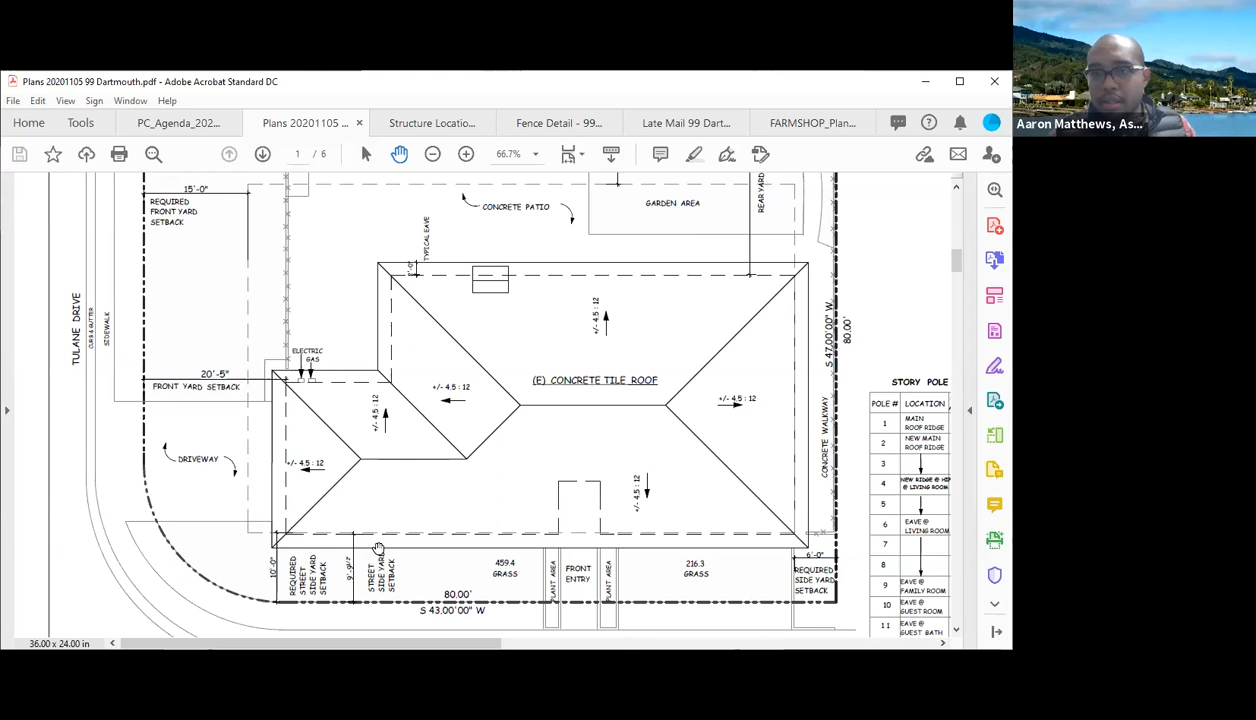 Plans 20201105 99 Dartmouth.pdf - Adobe Acrobat Standard DC
File Edit View Sign Window Help
Home Tools PC_Agenda_202... Plans 20201105 ... × Structure Locatio... Fence Detail - 99... Late Mail 99 Dart... FARMSHOP_Plan...
1 / 6 66.7%
Aaron Matthews, As...
15'-0"
REQUIRED
FRONT YARD
SETBACK
CONCRETE PATIO
GARDEN AREA
REAR YARD
TYPICAL EAVE
TULANE DRIVE
CURB & GUTTER
SIDEWALK
+/- 4.5 : 12
S 47.00'00" W
80.00'
ELECTRIC
GAS
20'-5"
FRONT YARD SETBACK
+/- 4.5 : 12
(E) CONCRETE TILE ROOF
+/- 4.5 : 12
+/- 4.5 : 12
CONCRETE WALKWAY
DRIVEWAY
+/- 4.5 : 12
+/- 4.5 : 12
STORY POLE
POLE # LOCATION
1 MAIN
ROOF RIDGE
2 NEW MAIN
ROOF RIDGE
3
4 NEW RIDGE @ HIP
@ LIVING ROOM
5
6 EAVE @
LIVING ROOM
7
8
9 EAVE @
FAMILY ROOM
10 EAVE @
GUEST ROOM
11 EAVE @
GUEST BATH
10'-0"
REQUIRED
STREET
SIDE YARD
SETBACK
STREET
SIDE YARD
SETBACK
459.4
GRASS
PLANT AREA
FRONT
ENTRY
PLANT AREA
216.3
GRASS
6'-0"
REQUIRED
SIDE YARD
SETBACK
80.00'
S 43.00'00" W
36.00 x 24.00 in